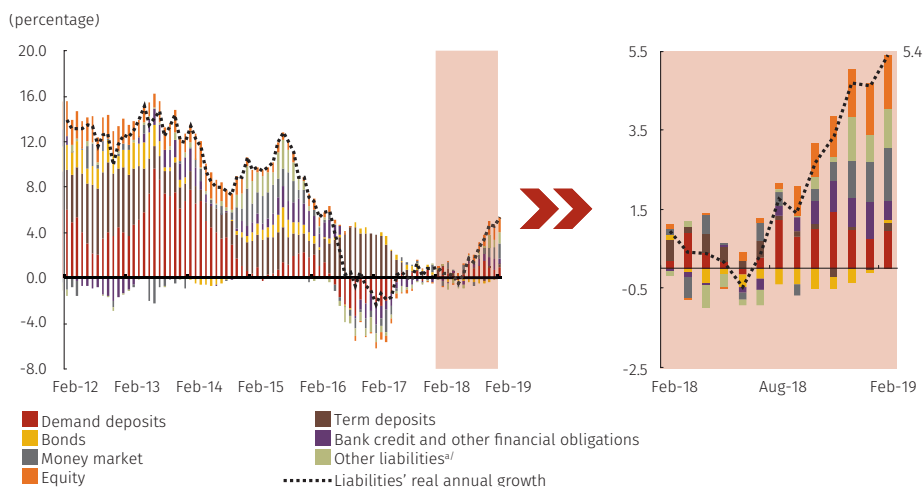 (percentage)
20.0
16.0
12.0
8.0
4.0
0.0
-4.0
-8.0
Feb-12 Feb-13 Feb-14 Feb-15 Feb-16 Feb-17 Feb-18 Feb-19
5.5
5.4
3.5
1.5
-0.5
-2.5
Feb-18 Aug-18 Feb-19
Demand deposits
Bonds
Money market
Equity
Term deposits
Bank credit and other financial obligations
Other liabilitiesᵃ/
Liabilities' real annual growth